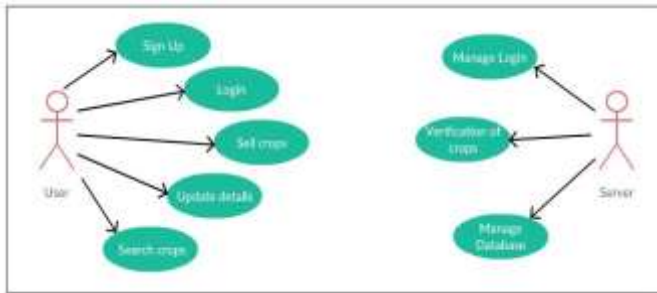 Sign Up
Login
Sell crops
Update details
Search crops
User
Manage Login
Verification of
crops
Manage
Database
Server